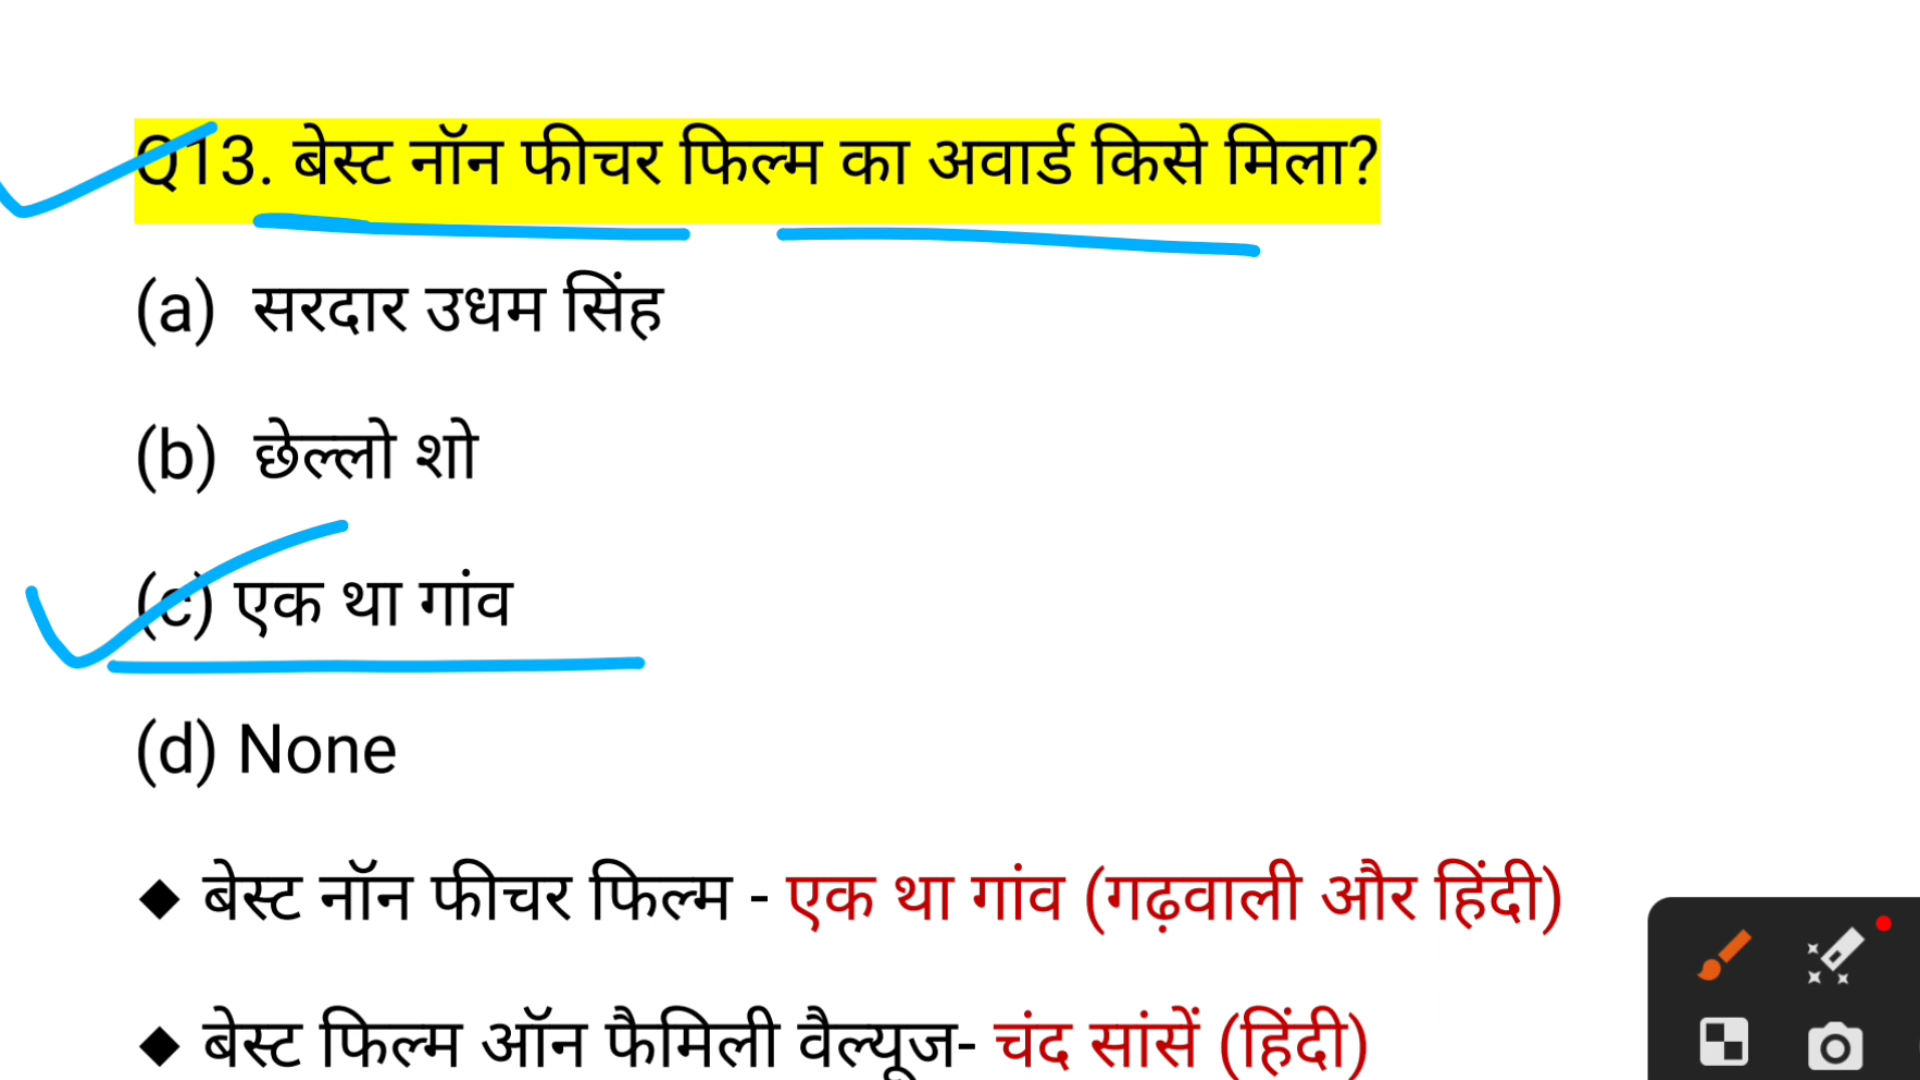 Q13. बेस्ट नॉन फीचर फिल्म का अवार्ड किसे मिला?
(a) सरदार उधम सिंह
(b) छेल्लो शो
(c) एक था गांव
(d) None
◆ बेस्ट नॉन फीचर फिल्म - एक था गांव (गढ़वाली और हिंदी)
◆ बेस्ट फिल्म ऑन फैमिली वैल्यूज- चंद सांसें (हिंदी)